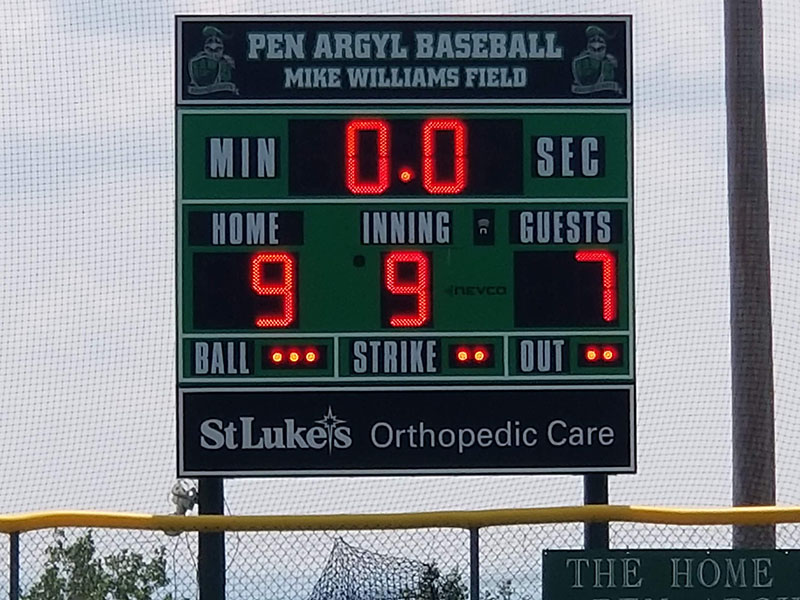 PEN ARGYL BASEBALL
MIKE WILLIAMS FIELD
MIN 0.0 SEC
HOME INNING GUESTS
9 9 7
NEVCO
BALL STRIKE OUT
StLuke's Orthopedic Care
THE HOME
PEN